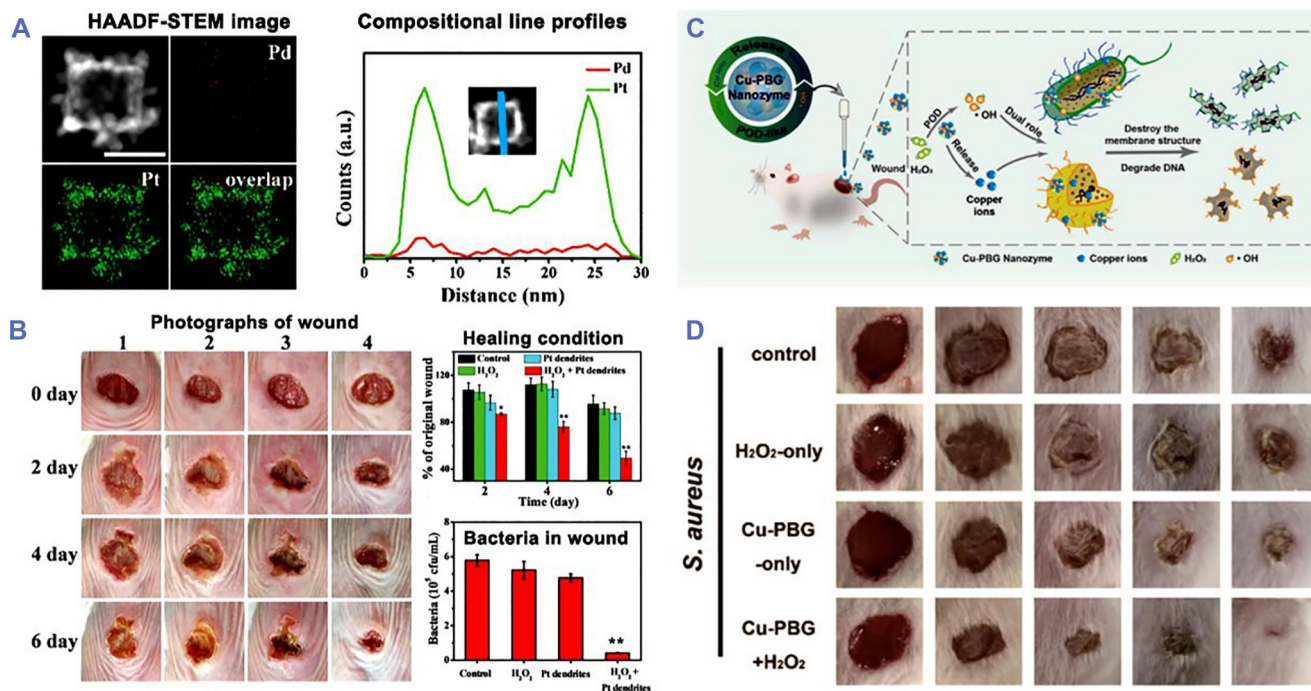 A
HAADF-STEM image
Pd
Pt
overlap
Compositional line profiles
Counts (a.u.)
Pd
Pt
0 5 10 15 20 25 30
Distance (nm)
B
Photographs of wound
1 2 3 4
0 day
2 day
4 day
6 day
Healing condition
Control
Pt dendrites
H₂O₂
H₂O₂ + Pt dendrites
% of original wound
120
80
40
*
**
**
2 4 6
Time (day)
Bacteria in wound
Bacteria (10⁵ cfu/mL)
8
6
4
2
0
**
Control
H₂O₂
Pt dendrites
H₂O₂ +
Pt dendrites
C
Release
Cu-PBG
Nanozyme
POD-like
Wound
H₂O₂
POD
Release
• OH
Copper
ions
Dual role
Destroy the
membrane structure
Degrade DNA
Cu-PBG Nanozyme
Copper ions
H₂O₂
• OH
D
S. aureus
control
H₂O₂-only
Cu-PBG
-only
Cu-PBG
+H₂O₂